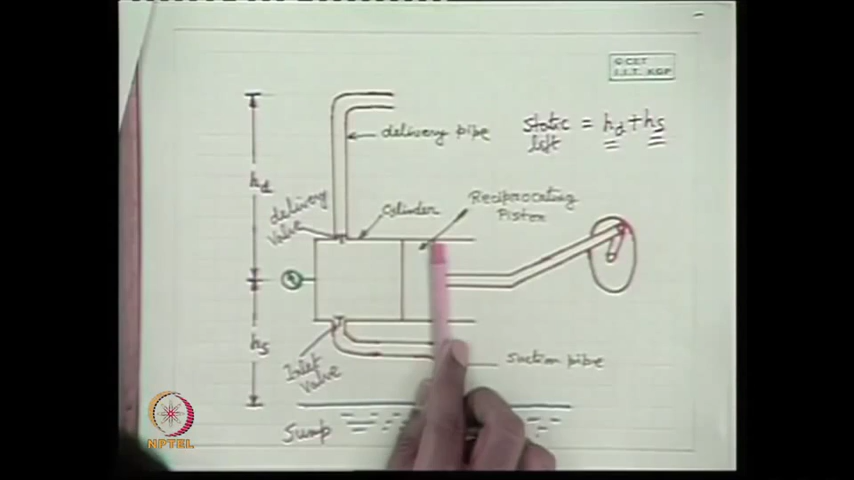 © CET
I.I.T. KGP
static = hd + hs
lift
delivery pipe
hd
delivery
valve
Cylinder
Reciprocating
Piston
hs
Inlet
valve
suction pipe
Sump
NPTEL